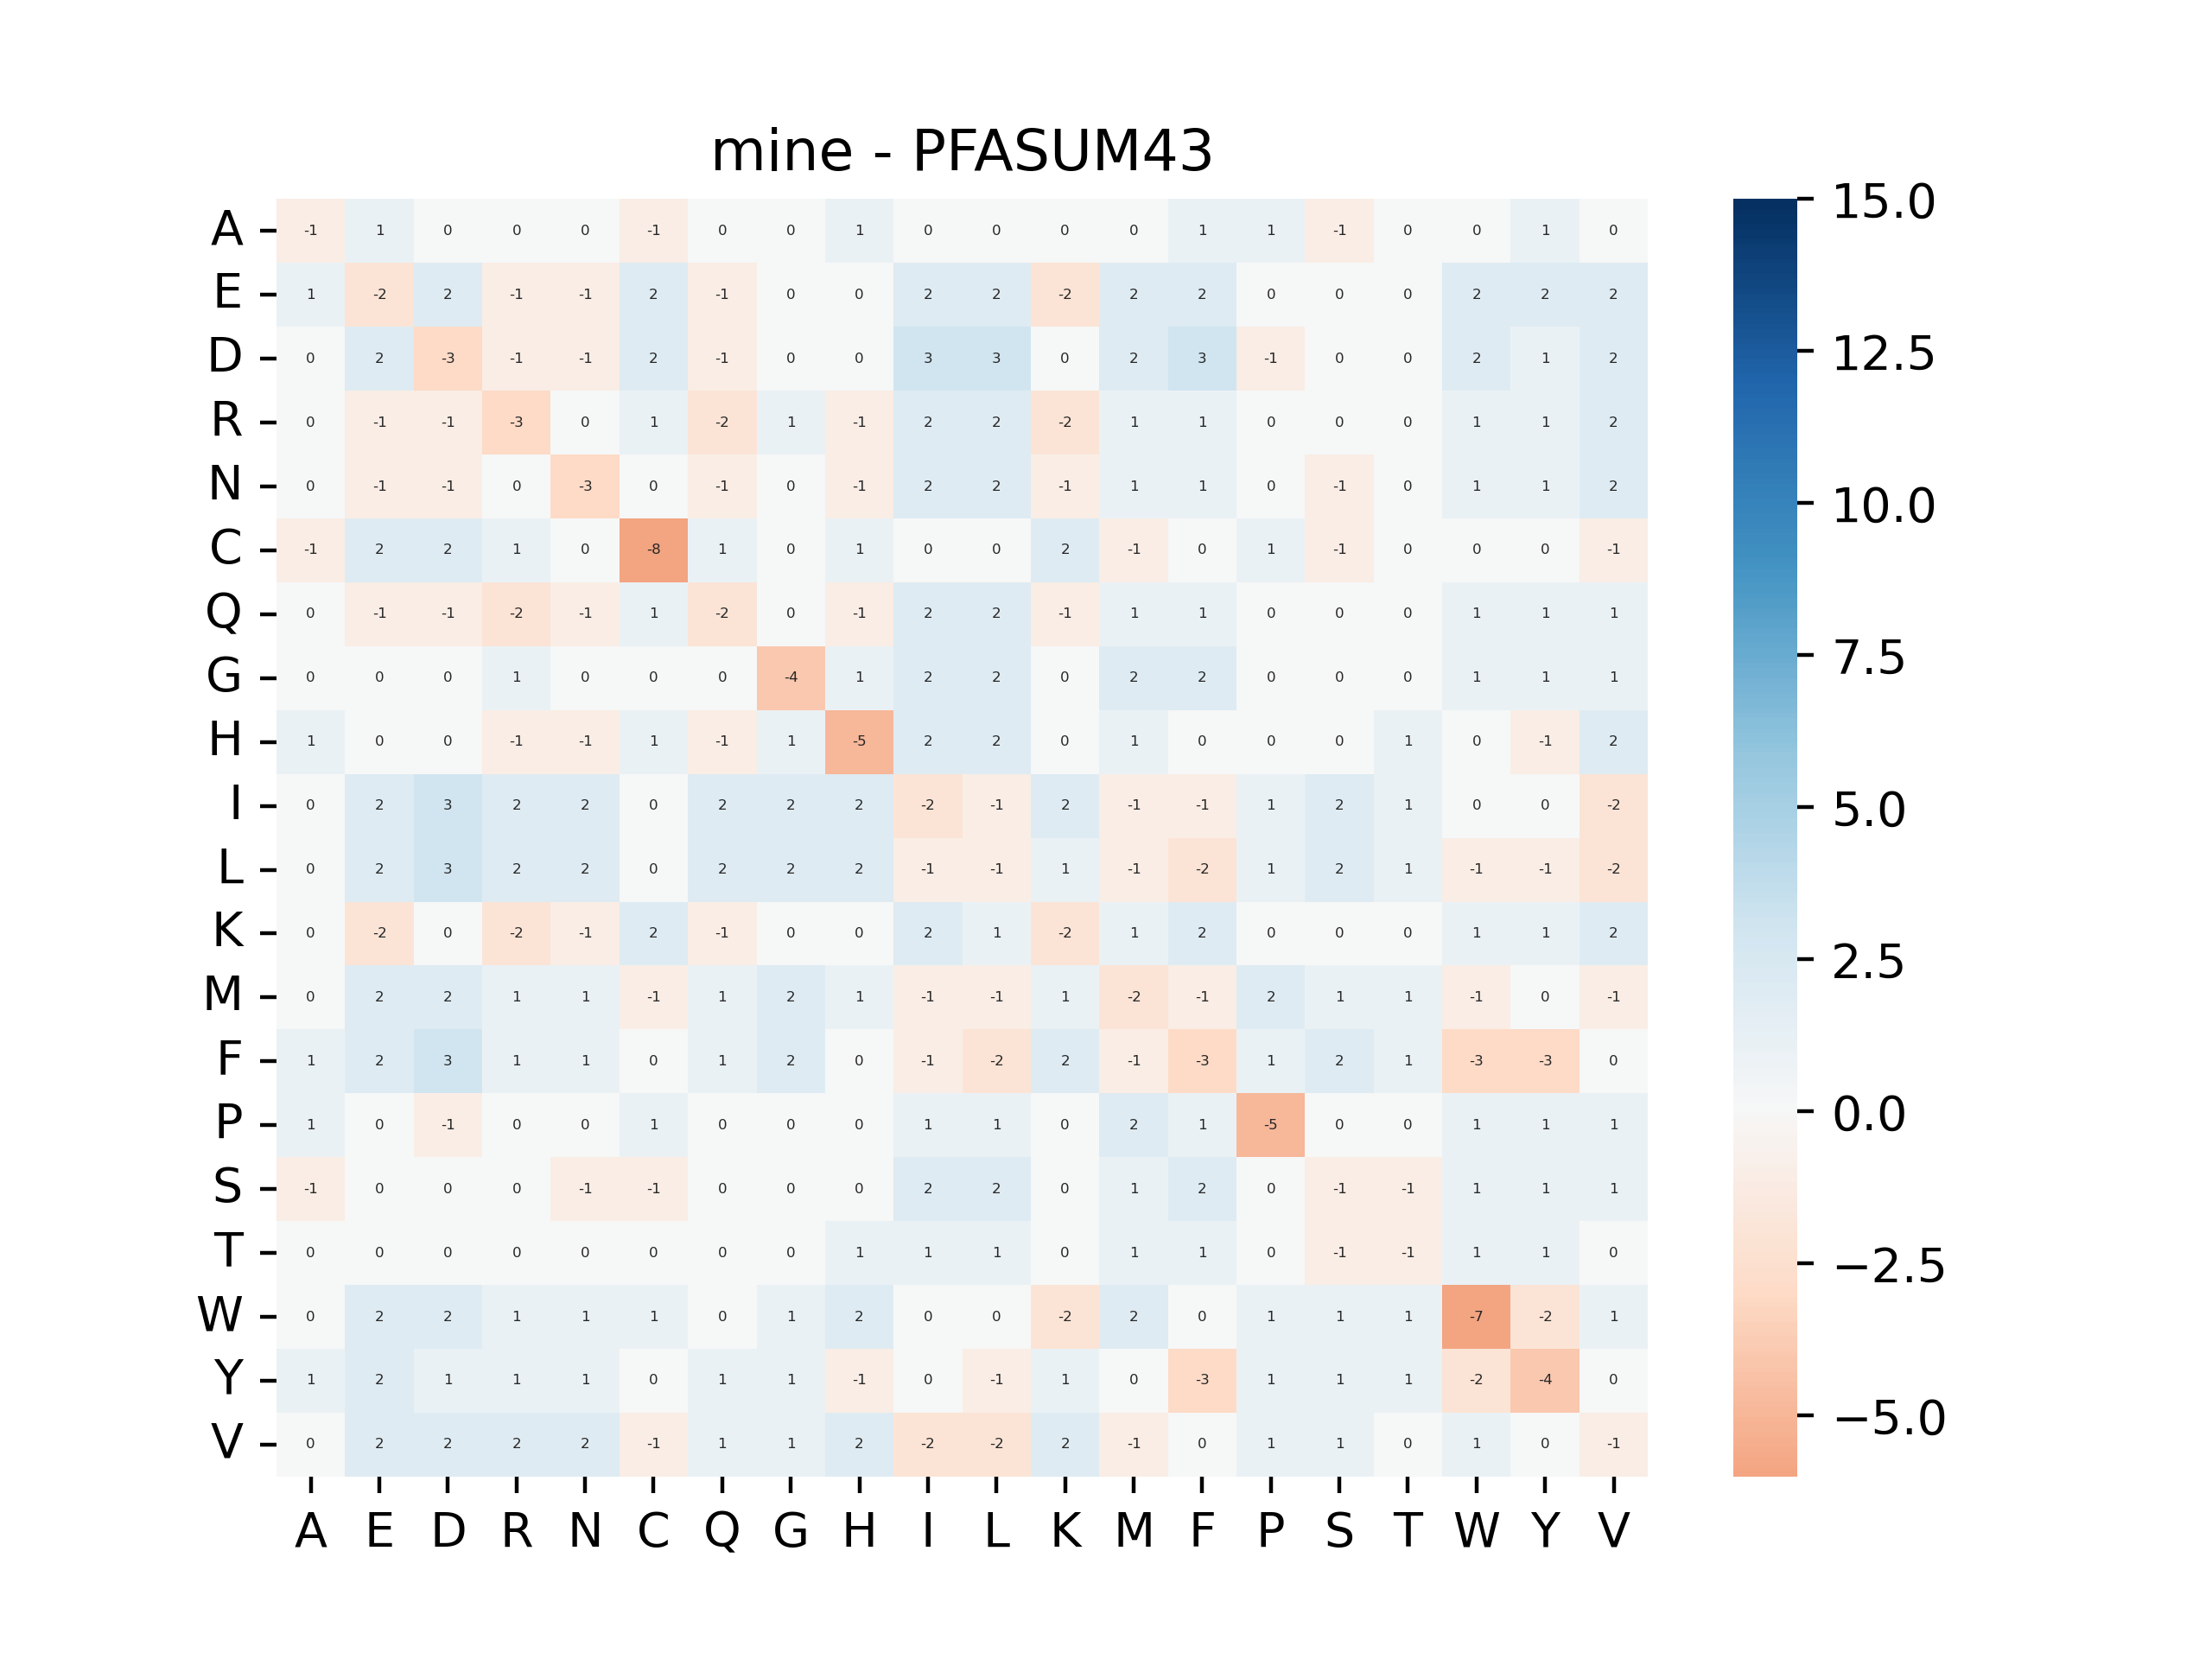 mine - PFASUM43
A -1 1 0 0 0 -1 0 0 1 0 0 0 0 1 1 -1 0 0 1 0
E 1 -2 2 -1 -1 2 -1 0 0 2 2 -2 2 2 0 0 0 2 2 2
D 0 2 -3 -1 -1 2 -1 0 0 3 3 0 2 3 -1 0 0 2 1 2
R 0 -1 -1 -3 0 1 -2 1 -1 2 2 -2 1 1 0 0 0 1 1 2
N 0 -1 -1 0 -3 0 -1 0 -1 2 2 -1 1 1 0 -1 0 1 1 2
C -1 2 2 1 0 -8 1 0 1 0 0 2 -1 0 1 -1 0 0 0 -1
Q 0 -1 -1 -2 -1 1 -2 0 -1 2 2 -1 1 1 0 0 0 1 1 1
G 0 0 0 1 0 0 0 -4 1 2 2 0 2 2 0 0 0 1 1 1
H 1 0 0 -1 -1 1 -1 1 -5 2 2 0 1 0 0 0 1 0 -1 2
I 0 2 3 2 2 0 2 2 2 -2 -1 2 -1 -1 1 2 1 0 0 -2
L 0 2 3 2 2 0 2 2 2 -1 -1 1 -1 -2 1 2 1 -1 -1 -2
K 0 -2 0 -2 -1 2 -1 0 0 2 1 -2 1 2 0 0 0 1 1 2
M 0 2 2 1 1 -1 1 2 1 -1 -1 1 -2 -1 2 1 1 -1 0 -1
F 1 2 3 1 1 0 1 2 0 -1 -2 2 -1 -3 1 2 1 -3 -3 0
P 1 0 -1 0 0 1 0 0 0 1 1 0 2 1 -5 0 0 1 1 1
S -1 0 0 0 -1 -1 0 0 0 2 2 0 1 2 0 -1 -1 1 1 1
T 0 0 0 0 0 0 0 0 1 1 1 0 1 1 0 -1 -1 1 1 0
W 0 2 2 1 1 1 0 1 2 0 0 -2 2 0 1 1 1 -7 -2 1
Y 1 2 1 1 1 0 1 1 -1 0 -1 1 0 -3 1 1 1 -2 -4 0
V 0 2 2 2 2 -1 1 1 2 -2 -2 2 -1 0 1 1 0 1 0 -1
A E D R N C Q G H I L K M F P S T W Y V
15.0
12.5
10.0
7.5
5.0
2.5
0.0
−2.5
−5.0